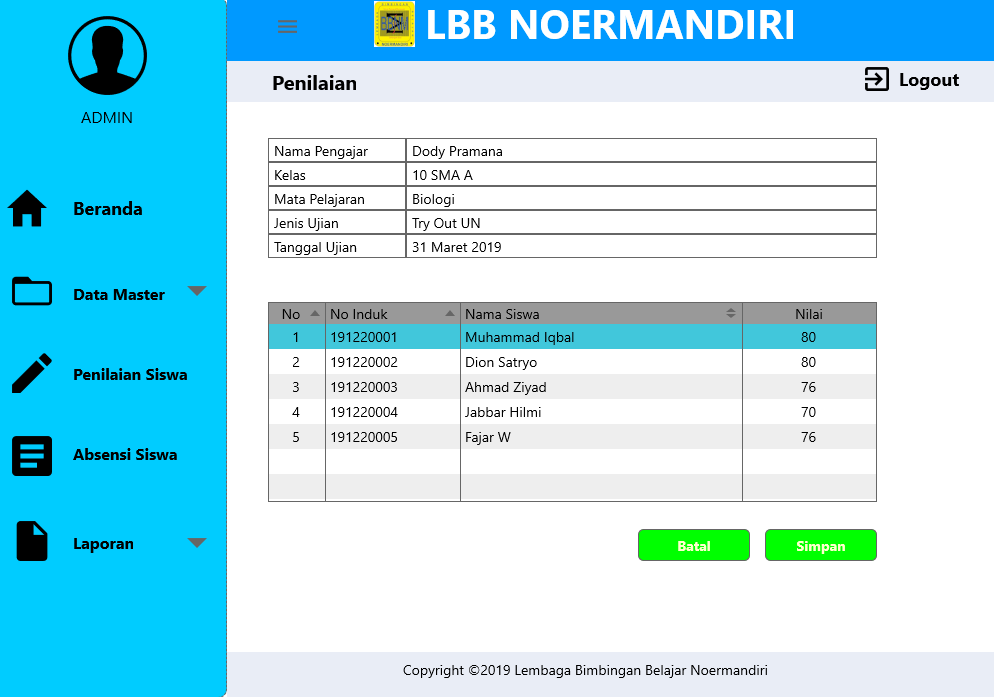 LBB NOERMANDIRI
ADMIN
Penilaian
Logout
Beranda
Data Master
Penilaian Siswa
Absensi Siswa
Laporan
Nama Pengajar Dody Pramana
Kelas 10 SMA A
Mata Pelajaran Biologi
Jenis Ujian Try Out UN
Tanggal Ujian 31 Maret 2019
No No Induk Nama Siswa Nilai
1 191220001 Muhammad Iqbal 80
2 191220002 Dion Satryo 80
3 191220003 Ahmad Ziyad 76
4 191220004 Jabbar Hilmi 70
5 191220005 Fajar W 76
Batal Simpan
Copyright ©2019 Lembaga Bimbingan Belajar Noermandiri